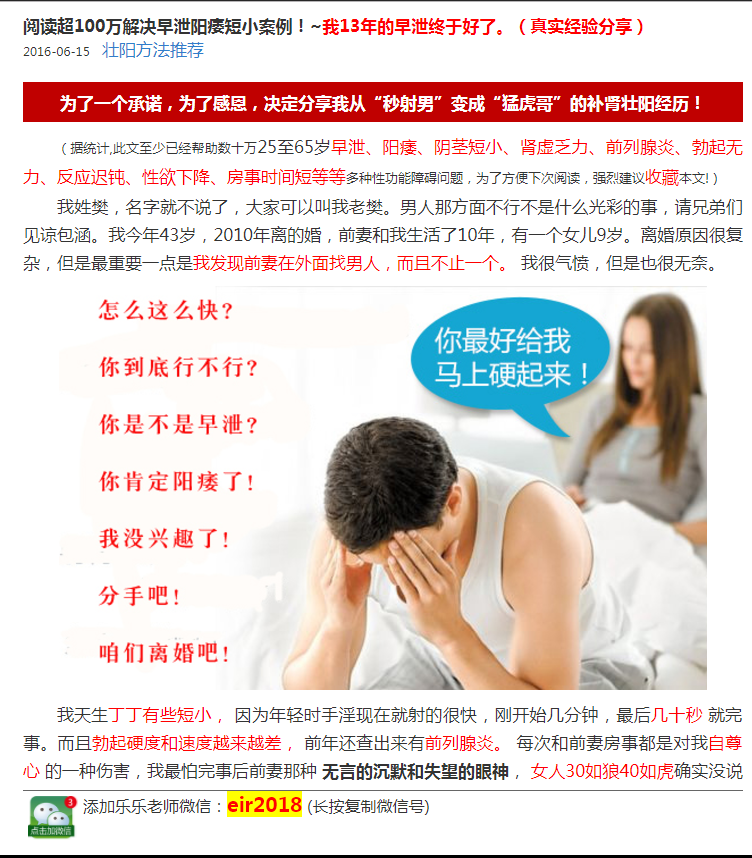 阅读超100万解决早泄阳痿短小案例！~我13年的早泄终于好了。（真实经验分享）
2016-06-15 壮阳方法推荐
为了一个承诺，为了感恩，决定分享我从“秒射男”变成“猛虎哥”的补肾壮阳经历！
（据统计,此文至少已经帮助数十万25至65岁早泄、阳痿、阴茎短小、肾虚乏力、前列腺炎、勃起无
力、反应迟钝、性欲下降、房事时间短等等多种性功能障碍问题，为了方便下次阅读，强烈建议收藏本文!）
我姓樊，名字就不说了，大家可以叫我老樊。男人那方面不行不是什么光彩的事，请兄弟们
见谅包涵。我今年43岁，2010年离的婚，前妻和我生活了10年，有一个女儿9岁。离婚原因很复
杂，但是最重要一点是我发现前妻在外面找男人，而且不止一个。 我很气愤，但是也很无奈。
怎么这么快?
你到底行不行?
你是不是早泄?
你肯定阳痿了!
我没兴趣了!
分手吧!
咱们离婚吧!
你最好给我
马上硬起来！
我天生丁丁有些短小， 因为年轻时手淫现在就射的很快，刚开始几分钟，最后几十秒 就完
事。而且勃起硬度和速度越来越差， 前年还查出来有前列腺炎。 每次和前妻房事都是对我自尊
心 的一种伤害，我最怕完事后前妻那种 无言的沉默和失望的眼神， 女人30如狼40如虎确实没说
3
点击加微信
添加乐乐老师微信：eir2018 (长按复制微信号)